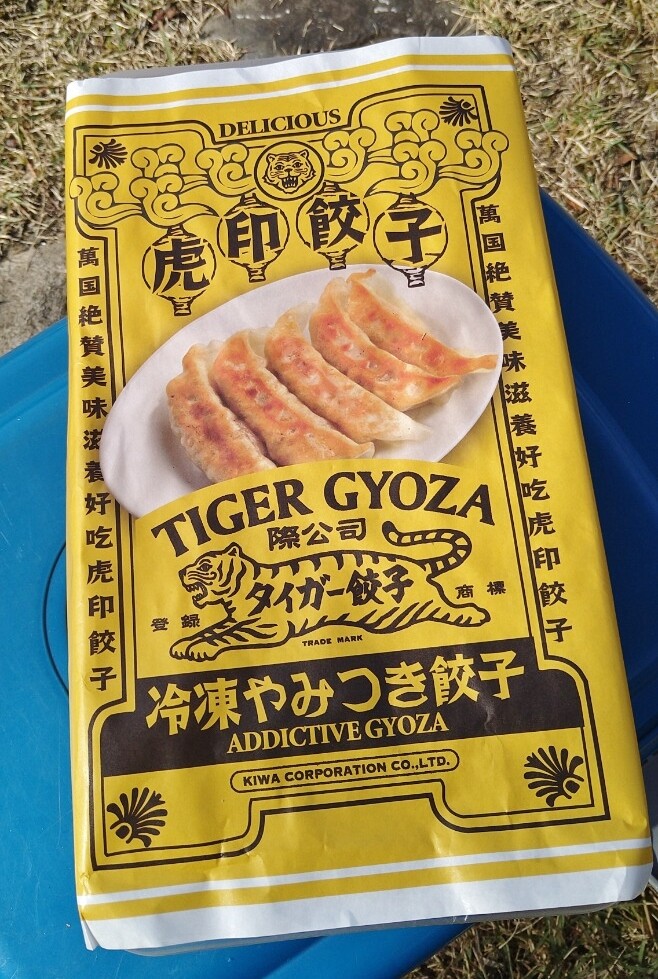 DELICIOUS
虎印餃子
萬国絶賛美味滋養好吃虎印餃子
萬国絶賛美味滋養好吃虎印餃子
TIGER GYOZA
際公司
タイガー餃子
登録
商標
TRADE MARK
冷凍やみつき餃子
ADDICTIVE GYOZA
KIWA CORPORATION CO.,LTD.